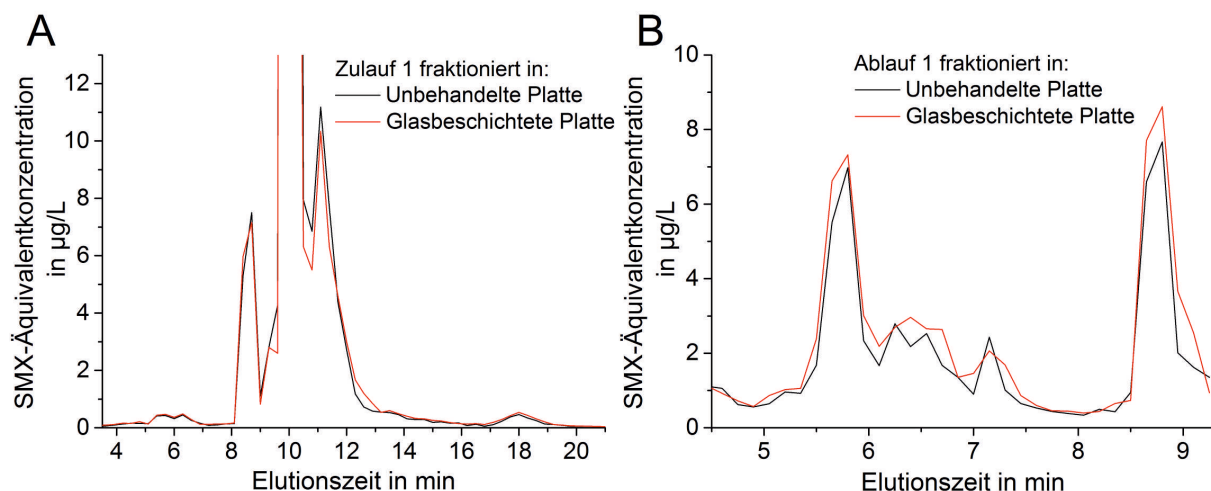 A
SMX-Äquivalentkonzentration
in µg/L
12
10
8
6
4
2
0
Zulauf 1 fraktioniert in:
Unbehandelte Platte
Glasbeschichtete Platte
4 6 8 10 12 14 16 18 20
Elutionszeit in min
B
SMX-Äquivalentkonzentration
in µg/L
10
8
6
4
2
0
Ablauf 1 fraktioniert in:
Unbehandelte Platte
Glasbeschichtete Platte
5 6 7 8 9
Elutionszeit in min